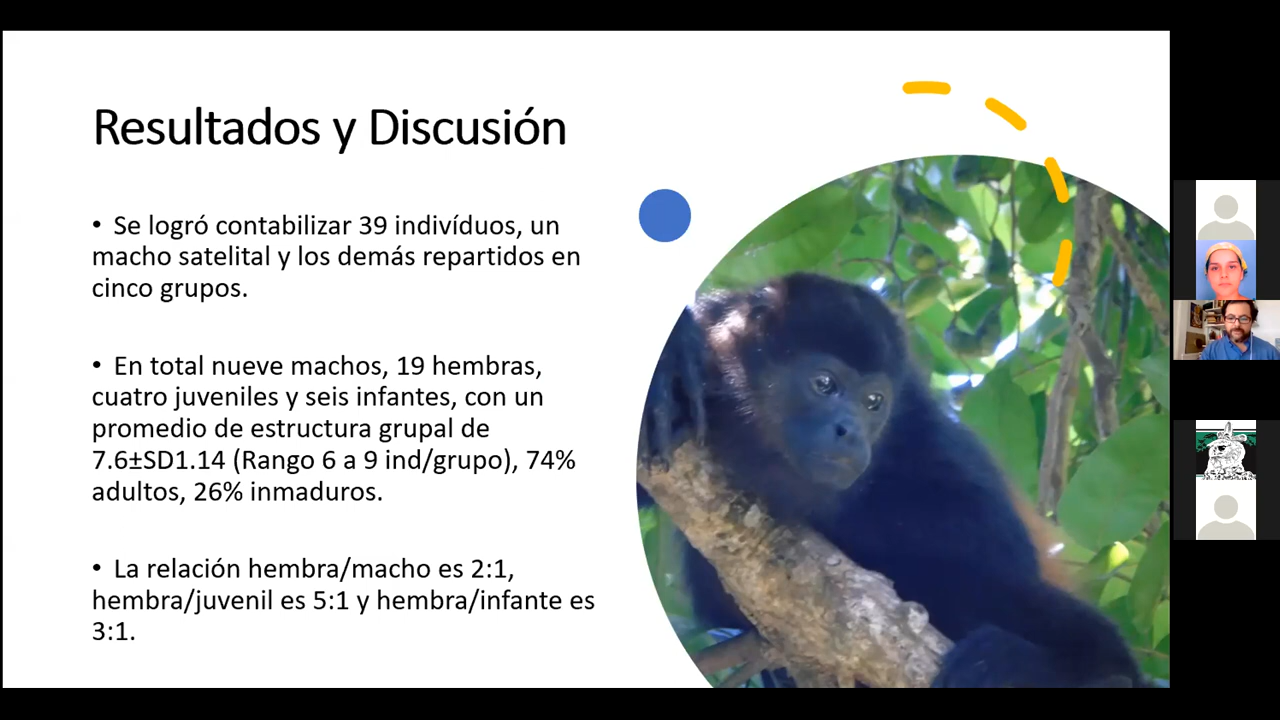 Resultados y Discusión
• Se logró contabilizar 39 indivíduos, un
macho satelital y los demás repartidos en
cinco grupos.
• En total nueve machos, 19 hembras,
cuatro juveniles y seis infantes, con un
promedio de estructura grupal de
7.6±SD1.14 (Rango 6 a 9 ind/grupo), 74%
adultos, 26% inmaduros.
• La relación hembra/macho es 2:1,
hembra/juvenil es 5:1 y hembra/infante es
3:1.